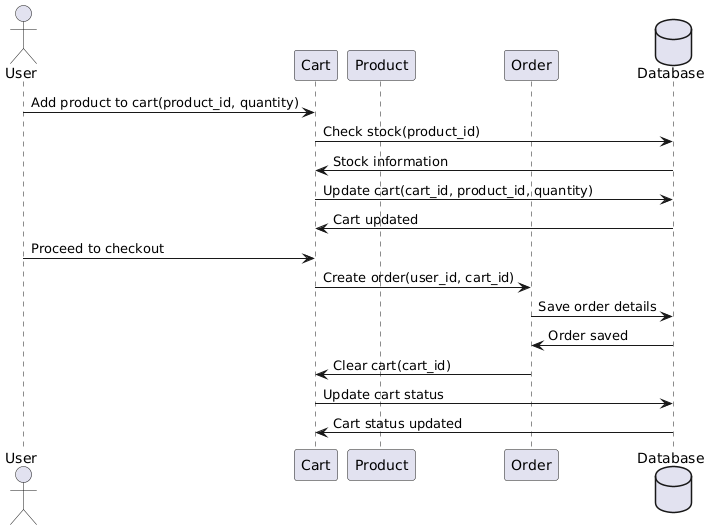 User
Cart
Product
Order
Database
Add product to cart(product_id, quantity)
Check stock(product_id)
Stock information
Update cart(cart_id, product_id, quantity)
Cart updated
Proceed to checkout
Create order(user_id, cart_id)
Save order details
Order saved
Clear cart(cart_id)
Update cart status
Cart status updated
User
Cart
Product
Order
Database